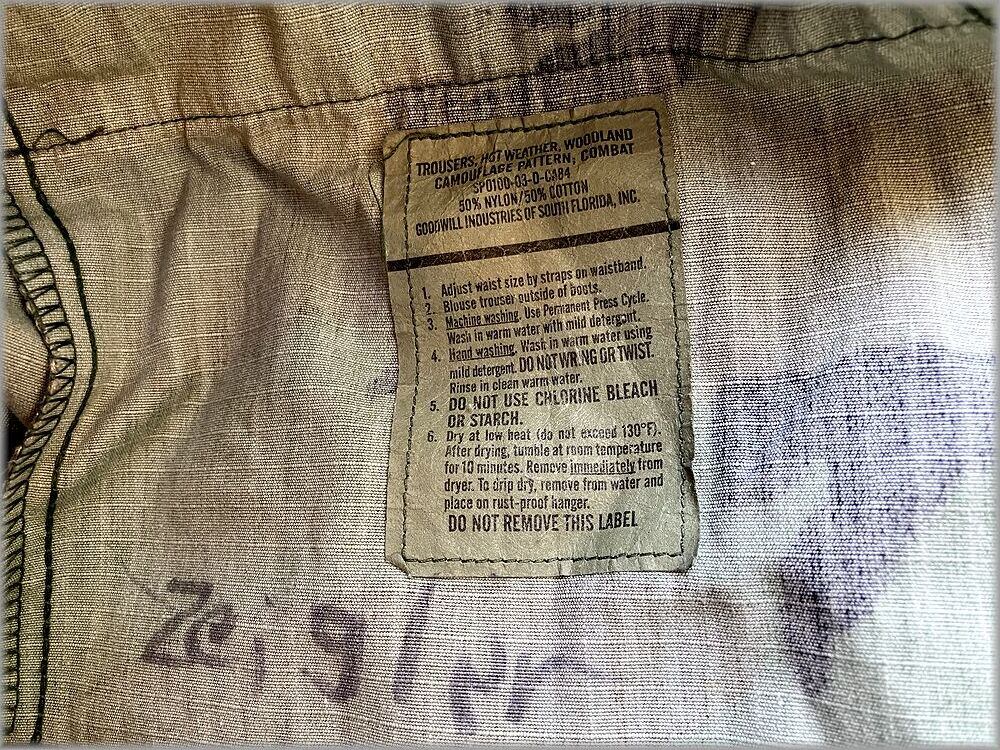 TROUSERS, HOT WEATHER, WOODLAND
CAMOUFLAGE PATTERN, COMBAT
SPO100-03-D-CA84
50% NYLON/50% COTTON
GOODWILL INDUSTRIES OF SOUTH FLORIDA, INC.
1. Adjust waist size by straps on waistband.
2. Blouse trouser outside of boots.
3. Machine washing. Use Permanent Press Cycle.
Wash in warm water with mild detergent.
4. Hand washing. Wash in warm water using
mild detergent. DO NOT WRING OR TWIST.
Rinse in clean warm water.
5. DO NOT USE CHLORINE BLEACH
OR STARCH.
6. Dry at low heat (do not exceed 130°F).
After drying, tumble at room temperature
for 10 minutes. Remove immediately from
dryer. To drip dry, remove from water and
place on rust-proof hanger.
DO NOT REMOVE THIS LABEL
Zeigler